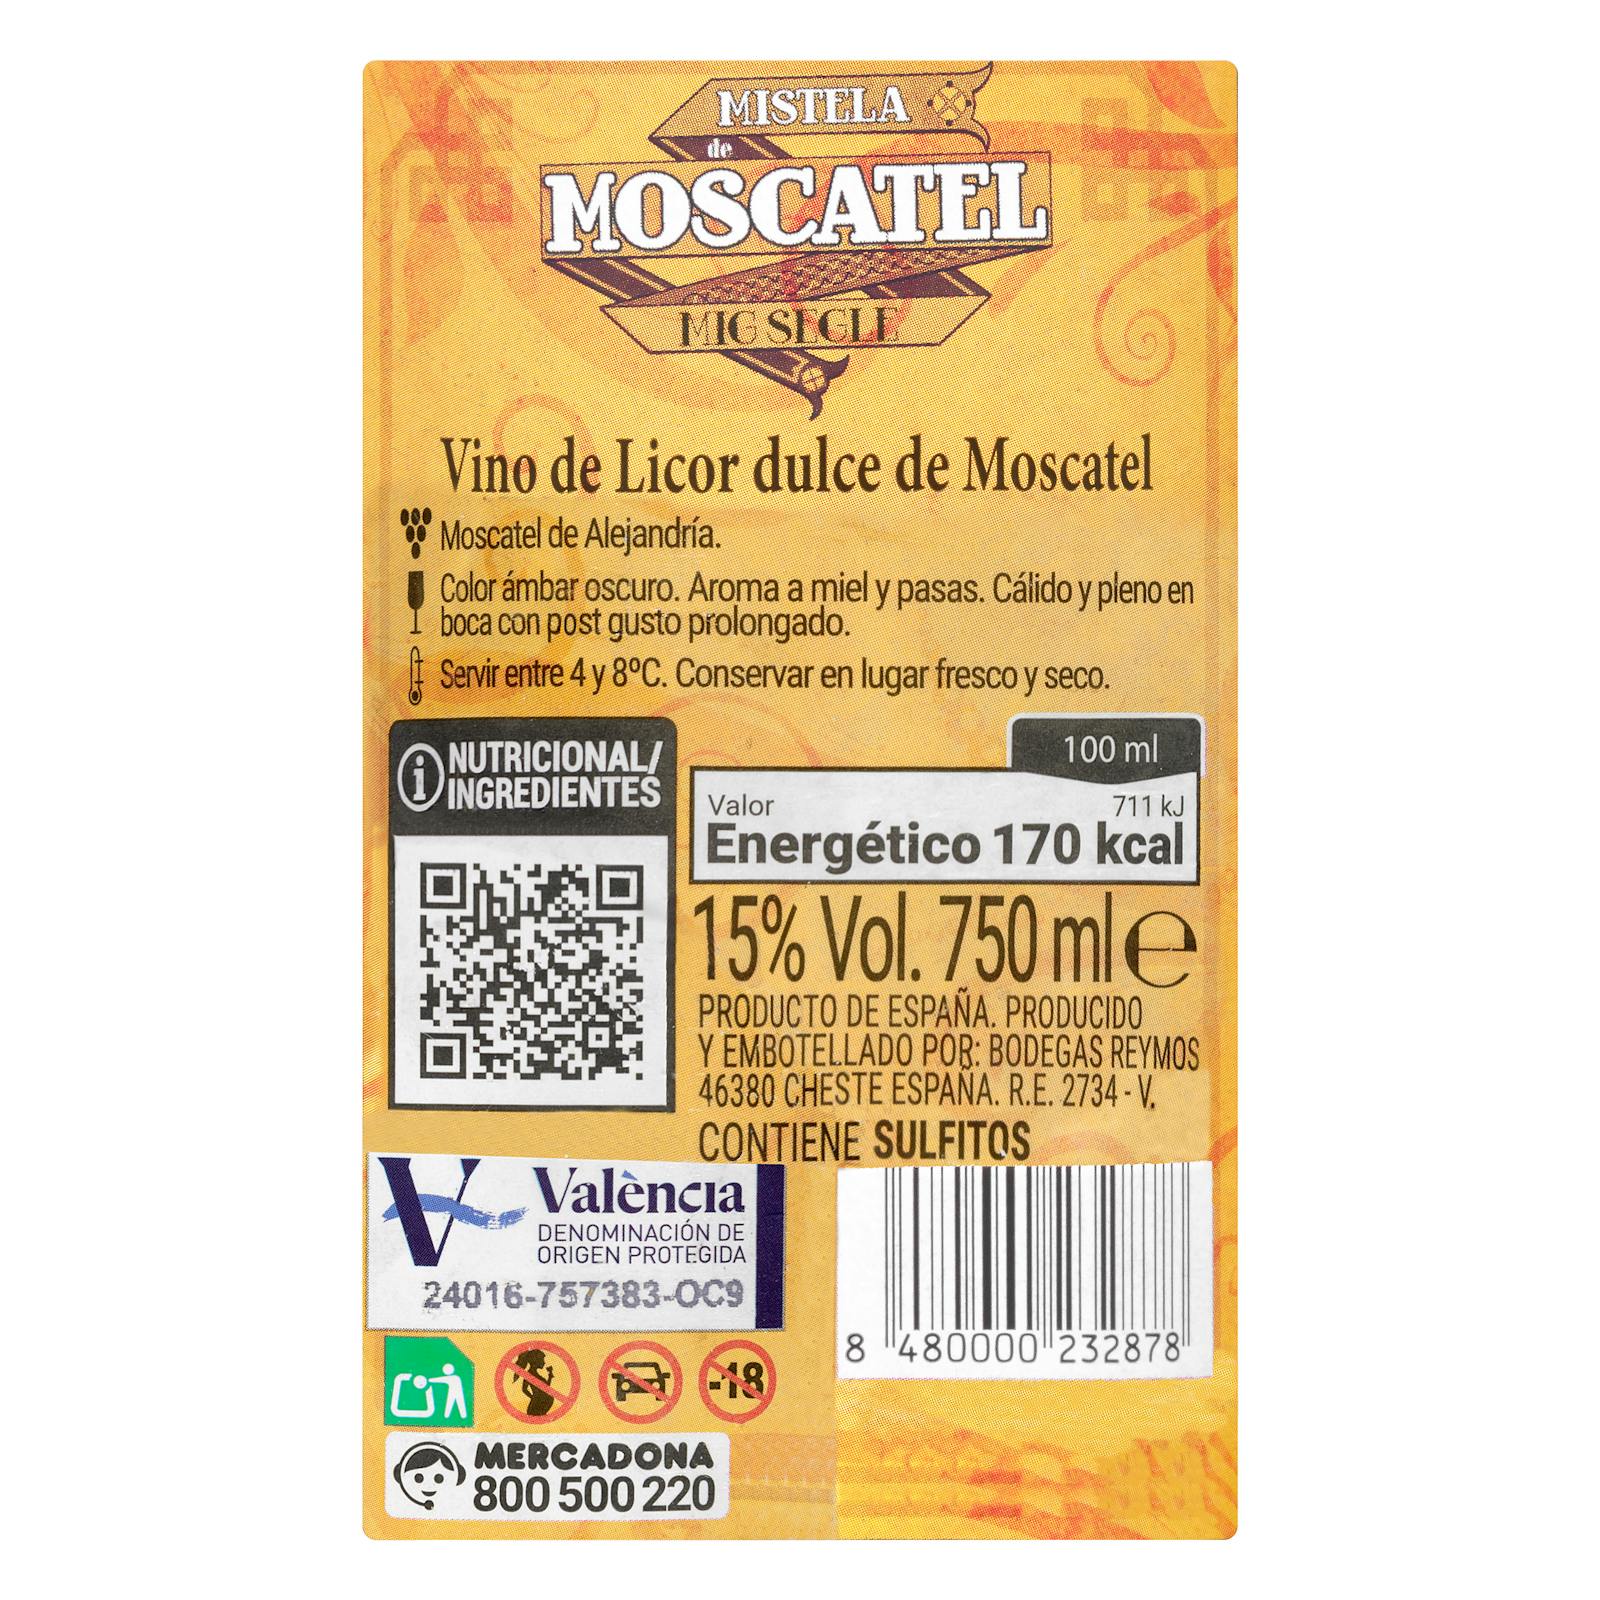 MISTELA
de
MOSCATEL
MIG SEGLE
Vino de Licor dulce de Moscatel
Moscatel de Alejandría.
Color ámbar oscuro. Aroma a miel y pasas. Cálido y pleno en
boca con post gusto prolongado.
Servir entre 4 y 8ºC. Conservar en lugar fresco y seco.
i NUTRICIONAL/
INGREDIENTES
100 ml
Valor 711 kJ
Energético 170 kcal
15% Vol. 750 ml e
PRODUCTO DE ESPAÑA. PRODUCIDO
Y EMBOTELLADO POR: BODEGAS REYMOS
46380 CHESTE ESPAÑA. R.E. 2734 - V.
CONTIENE SULFITOS
V València
DENOMINACIÓN DE
ORIGEN PROTEGIDA
24016-757383-OC9
8 480000 232878
-18
MERCADONA
800 500 220